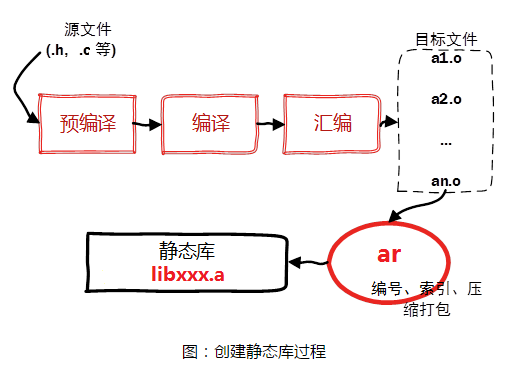 源文件
(.h，.c 等)
目标文件
a1.o
a2.o
...
an.o
预编译
编译
汇编
静态库
libxxx.a
ar
编号、索引、压
缩打包
图：创建静态库过程